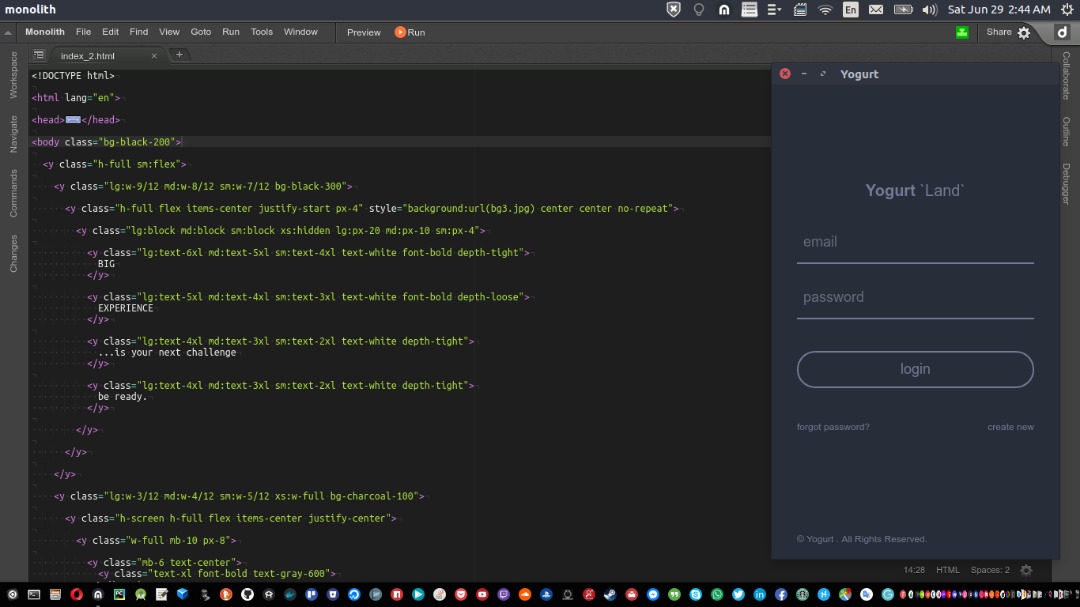 monolith
En
Sat Jun 29 2:44 AM
Monolith File Edit Find View Goto Run Tools Window Preview Run Share
index_2.html × +
Workspace
Navigate
Commands
Changes
<!DOCTYPE html>
<html lang="en">
<head></head>
<body class="bg-black-200">
<y class="h-full sm:flex">
<y class="lg:w-9/12 md:w-8/12 sm:w-7/12 bg-black-300">
<y class="h-full flex items-center justify-start px-4" style="background:url(bg3.jpg) center center no-repeat">
<y class="lg:block md:block sm:block xs:hidden lg:px-20 md:px-10 sm:px-4">
<y class="lg:text-6xl md:text-5xl sm:text-4xl text-white font-bold depth-tight">
BIG
</y>
<y class="lg:text-5xl md:text-4xl sm:text-3xl text-white font-bold depth-loose">
EXPERIENCE
</y>
<y class="lg:text-4xl md:text-3xl sm:text-2xl text-white depth-tight">
...is your next challenge
</y>
<y class="lg:text-4xl md:text-3xl sm:text-2xl text-white depth-tight">
be ready.
</y>
</y>
</y>
</y>
<y class="lg:w-3/12 md:w-4/12 sm:w-5/12 xs:w-full bg-charcoal-100">
<y class="h-screen h-full flex items-center justify-center">
<y class="w-full mb-10 px-8">
<y class="mb-6 text-center">
<y class="text-xl font-bold text-gray-600">
Yogurt
Yogurt `Land`
email
password
login
forgot password? create new
© Yogurt . All Rights Reserved.
Collaborate
Outline
Debugger
14:28 HTML Spaces: 2